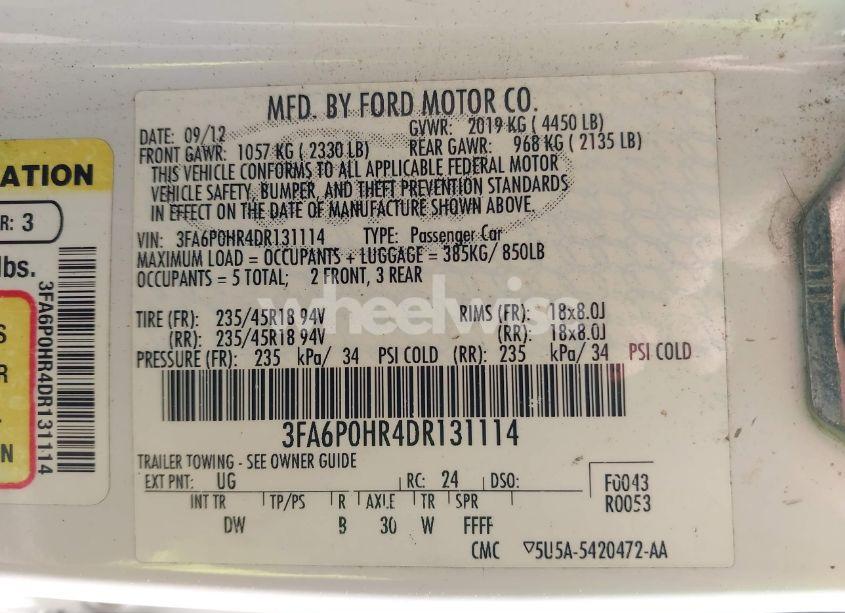 MFD. BY FORD MOTOR CO.
DATE: 09/12 GVWR: 2019 KG ( 4450 LB)
FRONT GAWR: 1057 KG ( 2330 LB) REAR GAWR: 968 KG ( 2135 LB)
THIS VEHICLE CONFORMS TO ALL APPLICABLE FEDERAL MOTOR
VEHICLE SAFETY, BUMPER, AND THEFT PREVENTION STANDARDS
IN EFFECT ON THE DATE OF MANUFACTURE SHOWN ABOVE.
VIN: 3FA6P0HR4DR131114 TYPE: Passenger Car
MAXIMUM LOAD = OCCUPANTS + LUGGAGE = 385KG/ 850LB
OCCUPANTS = 5 TOTAL; 2 FRONT, 3 REAR
TIRE (FR): 235/45R18 94V RIMS (FR): 18x8.0J
(RR): 235/45R18 94V (RR): 18x8.0J
PRESSURE (FR): 235 kPa/ 34 PSI COLD (RR): 235 kPa/ 34 PSI COLD
3FA6P0HR4DR131114
TRAILER TOWING - SEE OWNER GUIDE
EXT PNT: UG RC: 24 DSO: F0043
R0053
INT TR TP/PS R AXLE TR SPR
DW B 30 W FFFF
CMC ▽5U5A-5420472-AA
ATION
R: 3
lbs.
3FA6P0HR4DR131114
S
R
.
N
wheelwis